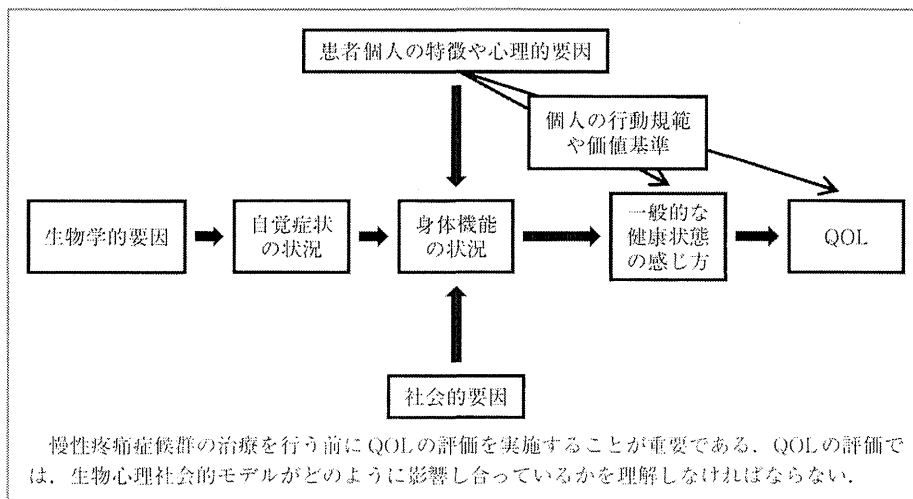 患者個人の特徴や心理的要因
個人の行動規範
や価値基準
生物学的要因
自覚症状
の状況
身体機能
の状況
一般的な
健康状態
の感じ方
QOL
社会的要因
慢性疼痛症候群の治療を行う前にQOLの評価を実施することが重要である．QOLの評価で
は，生物心理社会的モデルがどのように影響し合っているかを理解しなければならない．